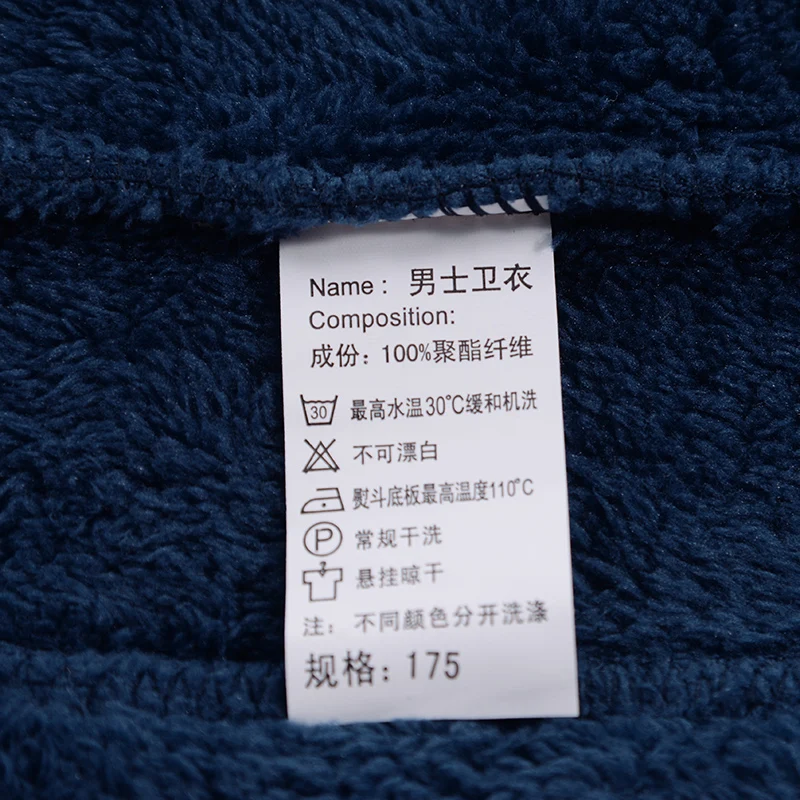 Name： 男士卫衣
Composition:
成份：100%聚酯纤维
30 最高水温30℃缓和机洗
不可漂白
熨斗底板最高温度110℃
P 常规干洗
悬挂晾干
注： 不同颜色分开洗涤
规格：175